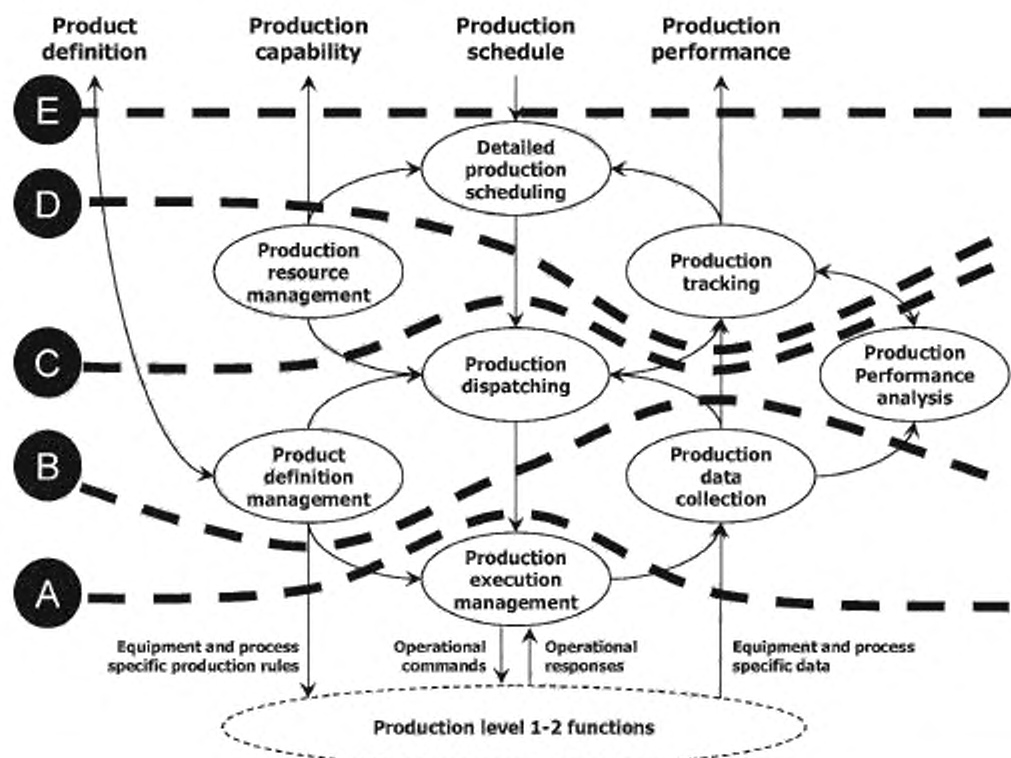 Product
definition
Production
capability
Production
schedule
Production
performance
E
Detailed
production
scheduling
D
Production
resource
management
Production
tracking
C
Production
dispatching
Production
Performance
analysis
B
Product
definition
management
Production
data
collection
A
Production
execution
management
Equipment and process
specific production rules
Operational
commands
Operational
responses
Equipment and process
specific data
Production level 1-2 functions